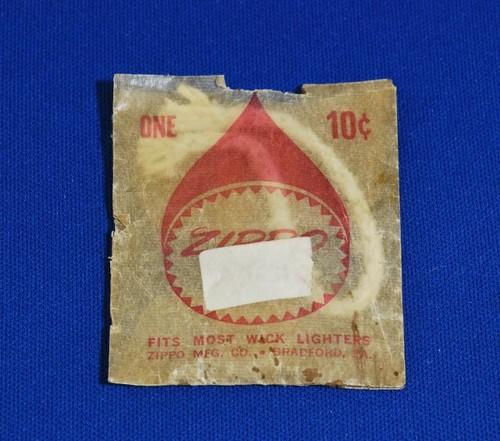 ONE 10¢
ZIPPO
FITS MOST WICK LIGHTERS
ZIPPO MFG. CO. • BRADFORD, PA.